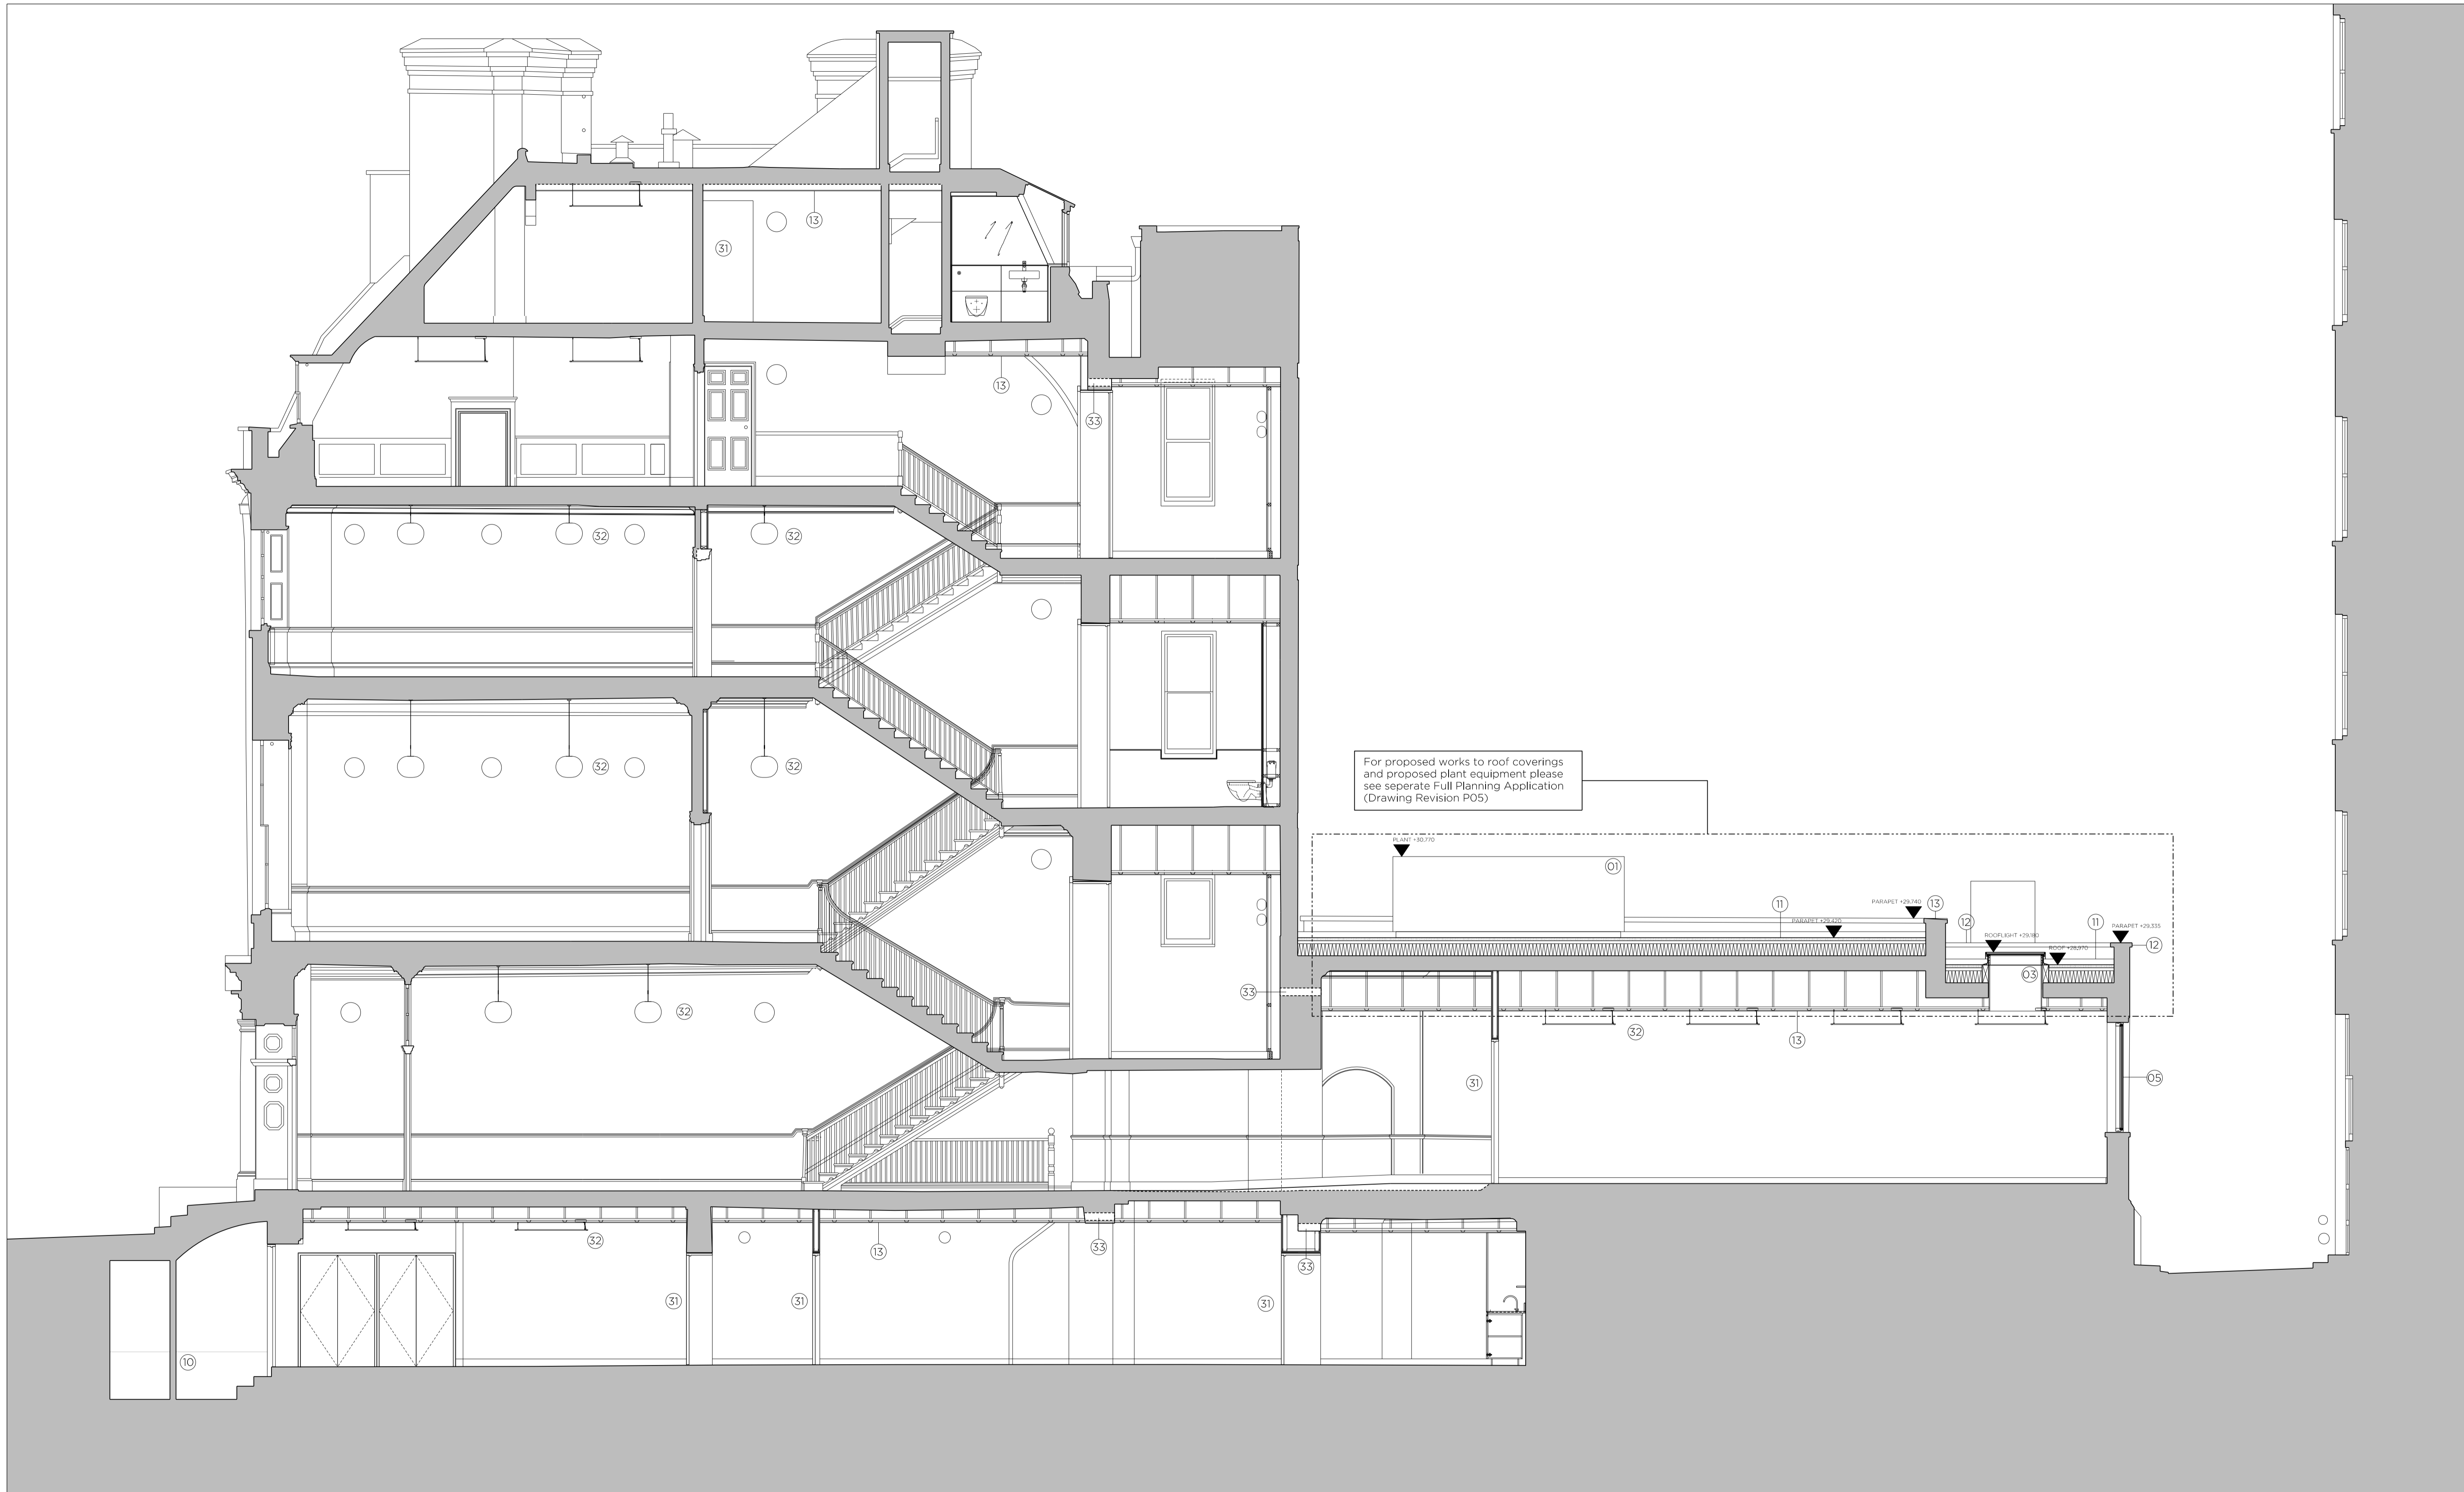 13
31
13
33
32
32
32
32
For proposed works to roof coverings
and proposed plant equipment please
see seperate Full Planning Application
(Drawing Revision P05)
PLANT +30,770
01
11
PARAPET +29,740
13
PARAPET +29,420
12
11
PARAPET +29,335
12
ROOFLIGHT +29,180
ROOF +28,970
03
33
32
32
13
31
05
32
13
33
33
31
31
31
10